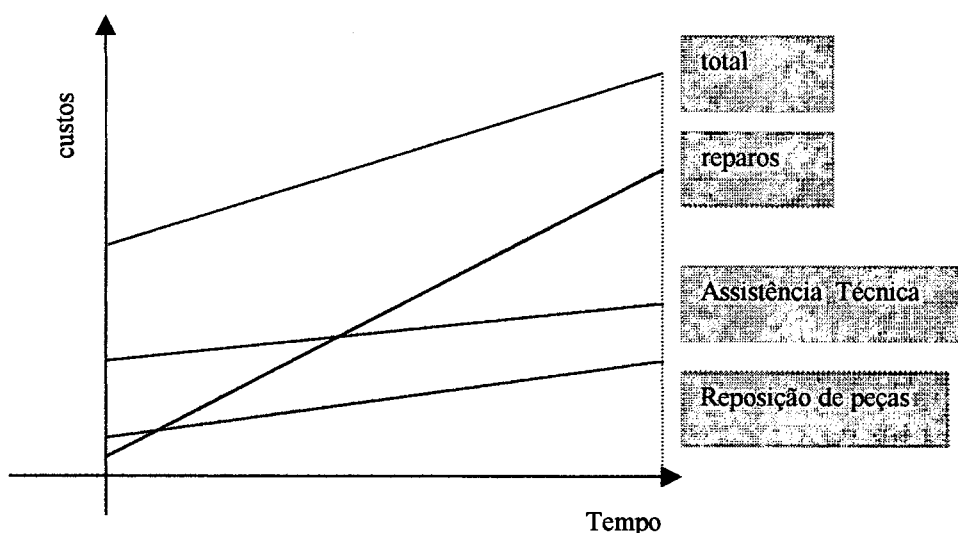 total
custos
reparos
Assistência Técnica
Reposição de peças
Tempo